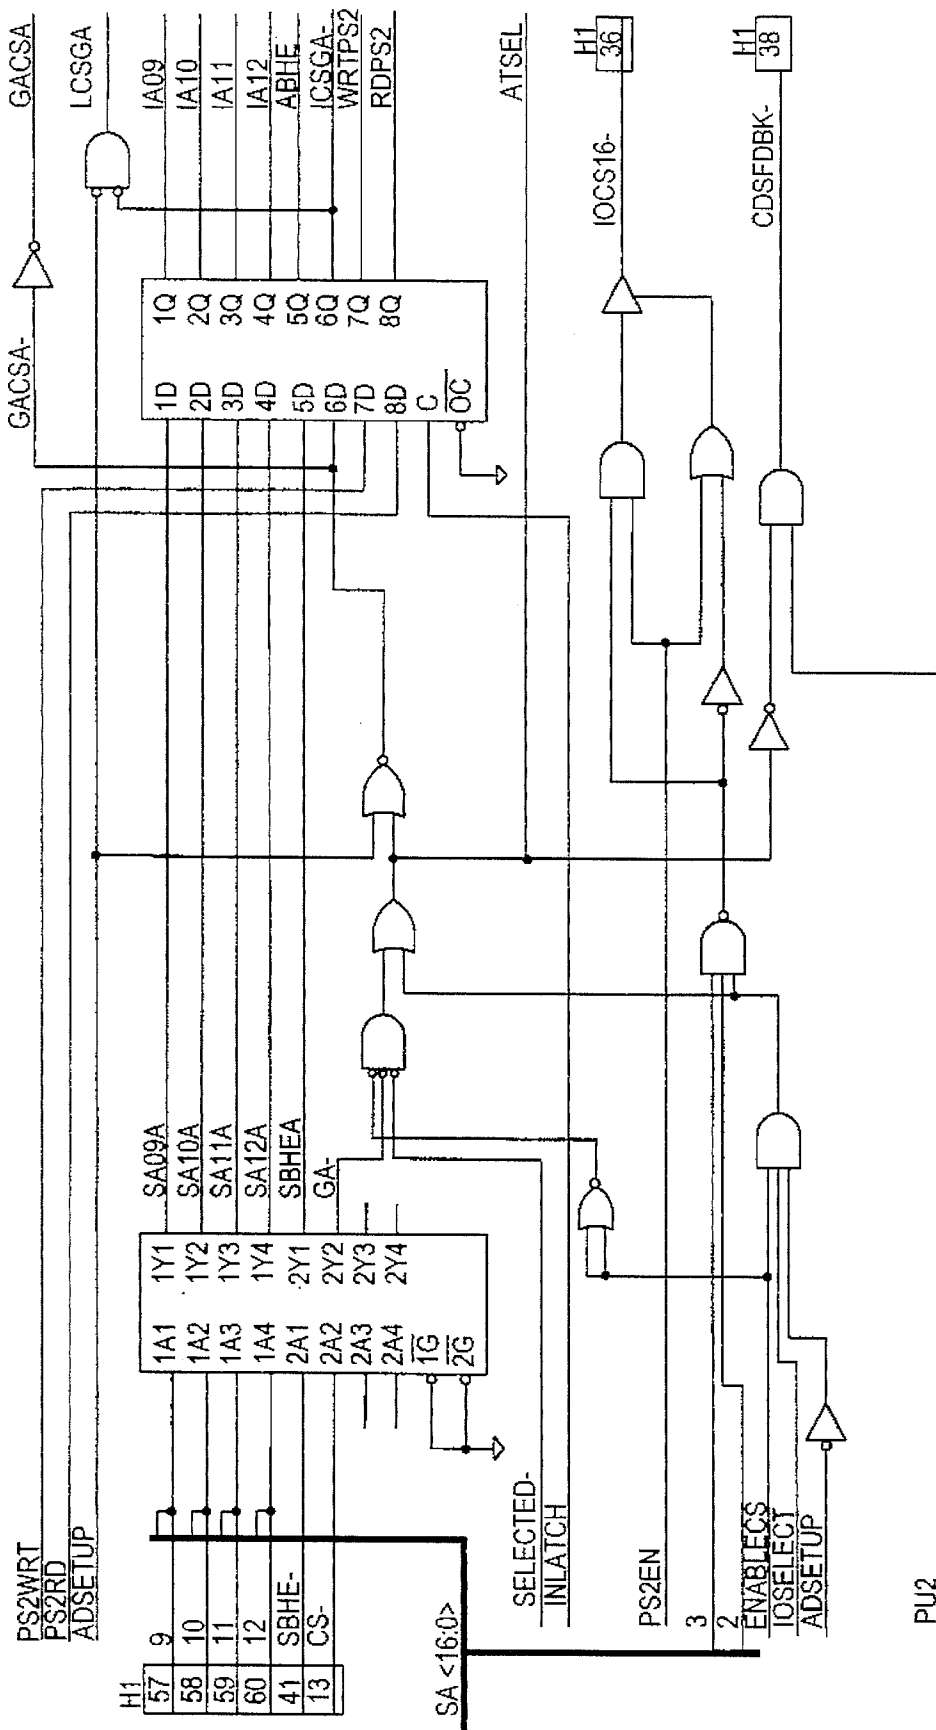 PS2WRT
PS2RD
ADSETUP
H1
57 9
58 10
59 11
60 12
41 SBHE-
13 CS-
SA <16:0>
1A1 1Y1
1A2 1Y2
1A3 1Y3
1A4 1Y4
2A1 2Y1
2A2 2Y2
2A3 2Y3
2A4 2Y4
1G
2G
SA09A
SA10A
SA11A
SA12A
SBHEA
GA-
SELECTED-
INLATCH
PS2EN
3
2
ENABLECS
IOSELECT
ADSETUP
PU2
GACSA-
1D 1Q
2D 2Q
3D 3Q
4D 4Q
5D 5Q
6D 6Q
7D 7Q
8D 8Q
C
OC
GACSA
LCSGA
IA09
IA10
IA11
IA12
ABHE
ICSGA-
WRTPS2
RDPS2
ATSEL
IOCS16-
H1
36
CDSFDBK-
H1
38